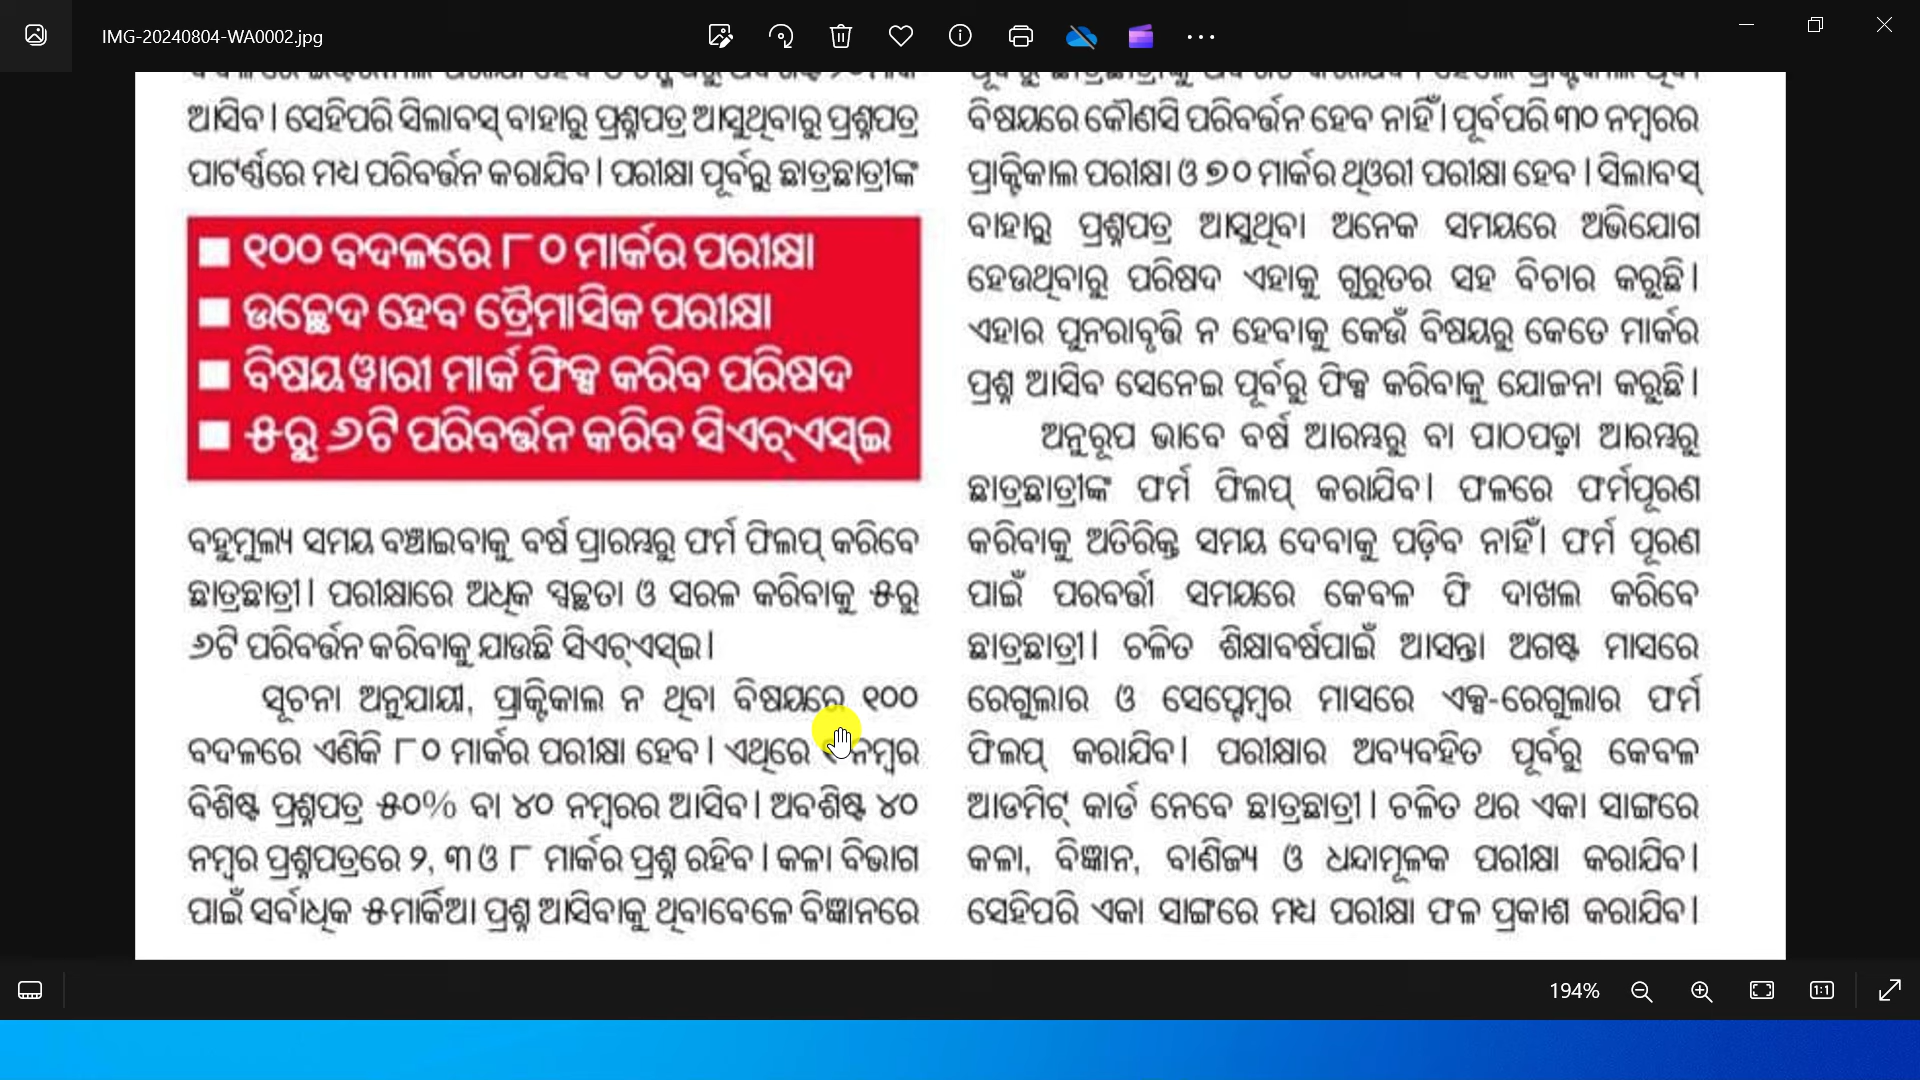 IMG-20240804-WA0002.jpg
ଆସିବ। ସେହିପରି ସିଲାବସ୍ ବାହାରୁ ପ୍ରଶ୍ନପତ୍ର ଆସୁଥିବାରୁ ପ୍ରଶ୍ନପତ୍ର
ପାଟର୍ଣ୍ଣରେ ମଧ୍ୟ ପରିବର୍ତ୍ତନ କରାଯିବ। ପରୀକ୍ଷା ପୂର୍ବରୁ ଛାତ୍ରଛାତ୍ରୀଙ୍କ
■ ୧୦୦ ବଦଳରେ ୮୦ ମାର୍କର ପରୀକ୍ଷା
■ ଉଚ୍ଛେଦ ହେବ ତ୍ରୈମାସିକ ପରୀକ୍ଷା
■ ବିଷୟୱାରୀ ମାର୍କ ଫିକ୍ସ କରିବ ପରିଷଦ
■ ୫ରୁ ୬ଟି ପରିବର୍ତ୍ତନ କରିବ ସିଏଚ୍‌ଏସ୍‌ଇ
ବହୁମୂଲ୍ୟ ସମୟ ବଞ୍ଚାଇବାକୁ ବର୍ଷ ପ୍ରାରମ୍ଭରୁ ଫର୍ମ ଫିଲପ୍ କରିବେ
ଛାତ୍ରଛାତ୍ରୀ। ପରୀକ୍ଷାରେ ଅଧିକ ସ୍ୱଚ୍ଛତା ଓ ସରଳ କରିବାକୁ ୫ରୁ
୬ଟି ପରିବର୍ତ୍ତନ କରିବାକୁ ଯାଉଛି ସିଏଚ୍‌ଏସ୍‌ଇ।
ସୂଚନା ଅନୁଯାୟୀ, ପ୍ରାକ୍ଟିକାଲ ନ ଥିବା ବିଷୟରେ ୧୦୦
ବଦଳରେ ଏଣିକି ୮୦ ମାର୍କର ପରୀକ୍ଷା ହେବ। ଏଥିରେ ନମ୍ବର
ବିଶିଷ୍ଟ ପ୍ରଶ୍ନପତ୍ର ୫୦% ବା ୪୦ ନମ୍ବରର ଆସିବ। ଅବଶିଷ୍ଟ ୪୦
ନମ୍ବର ପ୍ରଶ୍ନପତ୍ରରେ ୨, ୩ ଓ ୮ ମାର୍କର ପ୍ରଶ୍ନ ରହିବ। କଳା ବିଭାଗ
ପାଇଁ ସର୍ବାଧିକ ୫ମାର୍କିଆ ପ୍ରଶ୍ନ ଆସିବାକୁ ଥିବାବେଳେ ବିଜ୍ଞାନରେ
ବିଷୟରେ କୌଣସି ପରିବର୍ତ୍ତନ ହେବ ନାହିଁ। ପୂର୍ବପରି ୩୦ ନମ୍ବରର
ପ୍ରାକ୍ଟିକାଲ ପରୀକ୍ଷା ଓ ୭୦ ମାର୍କର ଥିଓରୀ ପରୀକ୍ଷା ହେବ। ସିଲାବସ୍
ବାହାରୁ ପ୍ରଶ୍ନପତ୍ର ଆସୁଥିବା ଅନେକ ସମୟରେ ଅଭିଯୋଗ
ହେଉଥିବାରୁ ପରିଷଦ ଏହାକୁ ଗୁରୁତର ସହ ବିଚାର କରୁଛି।
ଏହାର ପୁନରାବୃତ୍ତି ନ ହେବାକୁ କେଉଁ ବିଷୟରୁ କେତେ ମାର୍କର
ପ୍ରଶ୍ନ ଆସିବ ସେନେଇ ପୂର୍ବରୁ ଫିକ୍ସ କରିବାକୁ ଯୋଜନା କରୁଛି।
ଅନୁରୂପ ଭାବେ ବର୍ଷ ଆରମ୍ଭରୁ ବା ପାଠପଢ଼ା ଆରମ୍ଭରୁ
ଛାତ୍ରଛାତ୍ରୀଙ୍କ ଫର୍ମ ଫିଲପ୍ କରାଯିବ। ଫଳରେ ଫର୍ମପୂରଣ
କରିବାକୁ ଅତିରିକ୍ତ ସମୟ ଦେବାକୁ ପଡ଼ିବ ନାହିଁ। ଫର୍ମ ପୂରଣ
ପାଇଁ ପରବର୍ତ୍ତୀ ସମୟରେ କେବଳ ଫି ଦାଖଲ କରିବେ
ଛାତ୍ରଛାତ୍ରୀ। ଚଳିତ ଶିକ୍ଷାବର୍ଷପାଇଁ ଆସନ୍ତା ଅଗଷ୍ଟ ମାସରେ
ରେଗୁଲାର ଓ ସେପ୍ଟେମ୍ବର ମାସରେ ଏକ୍ସ-ରେଗୁଲାର ଫର୍ମ
ଫିଲପ୍ କରାଯିବ। ପରୀକ୍ଷାର ଅବ୍ୟବହିତ ପୂର୍ବରୁ କେବଳ
ଆଡମିଟ୍ କାର୍ଡ ନେବେ ଛାତ୍ରଛାତ୍ରୀ। ଚଳିତ ଥର ଏକା ସାଙ୍ଗରେ
କଳା, ବିଜ୍ଞାନ, ବାଣିଜ୍ୟ ଓ ଧନ୍ଦାମୂଳକ ପରୀକ୍ଷା କରାଯିବ।
ସେହିପରି ଏକା ସାଙ୍ଗରେ ମଧ୍ୟ ପରୀକ୍ଷା ଫଳ ପ୍ରକାଶ କରାଯିବ।
194%